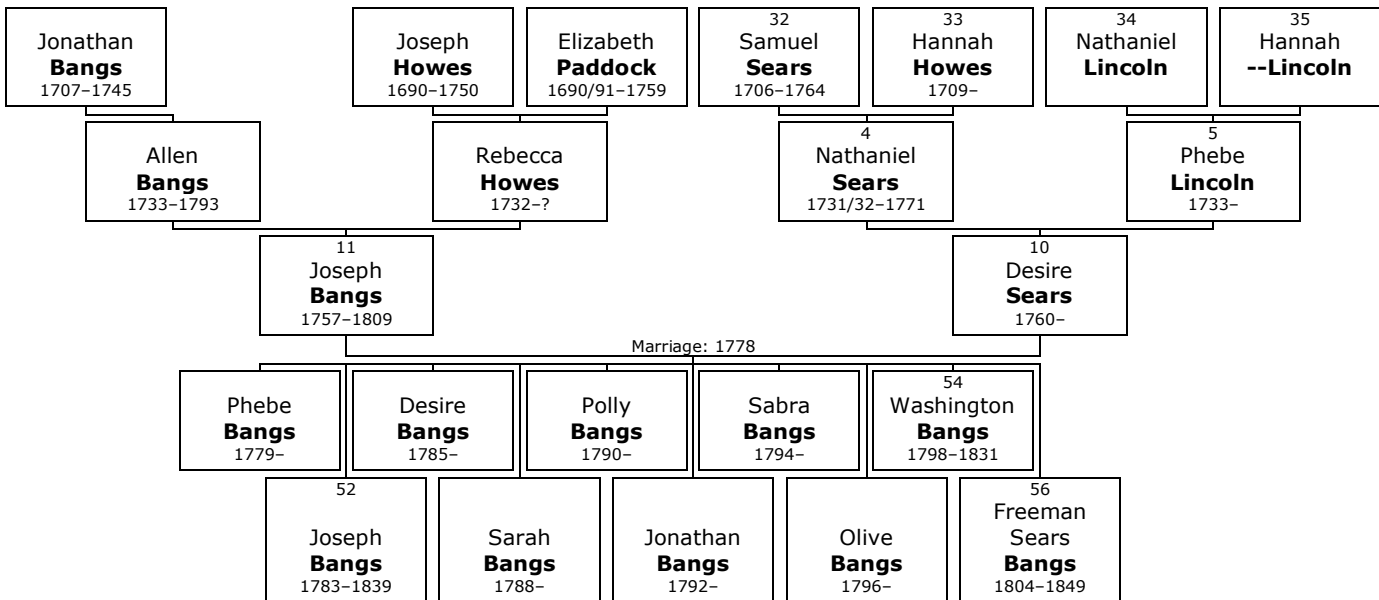 Jonathan
Bangs
1707–1745
Joseph
Howes
1690–1750
Elizabeth
Paddock
1690/91–1759
32
Samuel
Sears
1706–1764
33
Hannah
Howes
1709–
34
Nathaniel
Lincoln
35
Hannah
--Lincoln
Allen
Bangs
1733–1793
Rebecca
Howes
1732–?
4
Nathaniel
Sears
1731/32–1771
5
Phebe
Lincoln
1733–
11
Joseph
Bangs
1757–1809
10
Desire
Sears
1760–
Marriage: 1778
Phebe
Bangs
1779–
Desire
Bangs
1785–
Polly
Bangs
1790–
Sabra
Bangs
1794–
54
Washington
Bangs
1798–1831
52
Joseph
Bangs
1783–1839
Sarah
Bangs
1788–
Jonathan
Bangs
1792–
Olive
Bangs
1796–
56
Freeman
Sears
Bangs
1804–1849